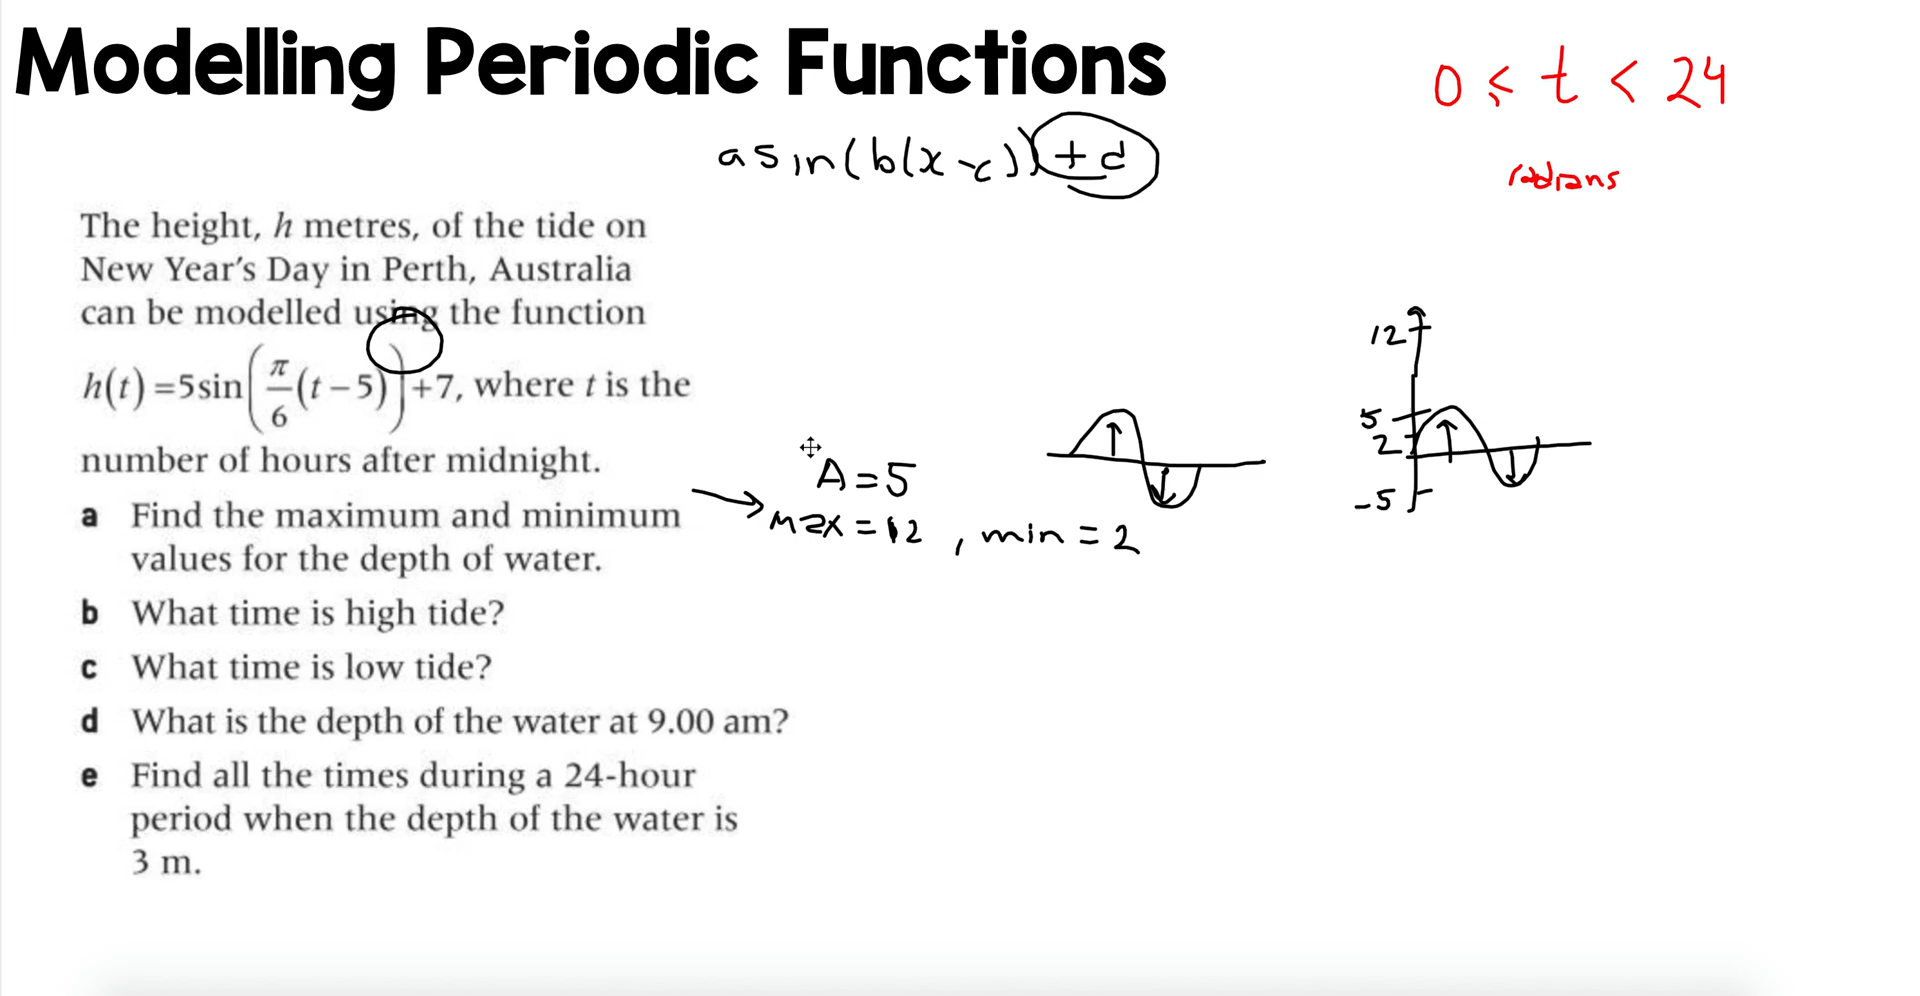 Modelling Periodic Functions
0 ≤ t < 24
a sin(b(x - c)) + d
radians
The height, h metres, of the tide on
New Year's Day in Perth, Australia
can be modelled using the function
h(t) = 5 sin(π/6 (t − 5)) + 7, where t is the
number of hours after midnight.
a Find the maximum and minimum
values for the depth of water.
b What time is high tide?
c What time is low tide?
d What is the depth of the water at 9.00 am?
e Find all the times during a 24-hour
period when the depth of the water is
3 m.
A = 5
max = 12 , min = 2
12
5
2
-5